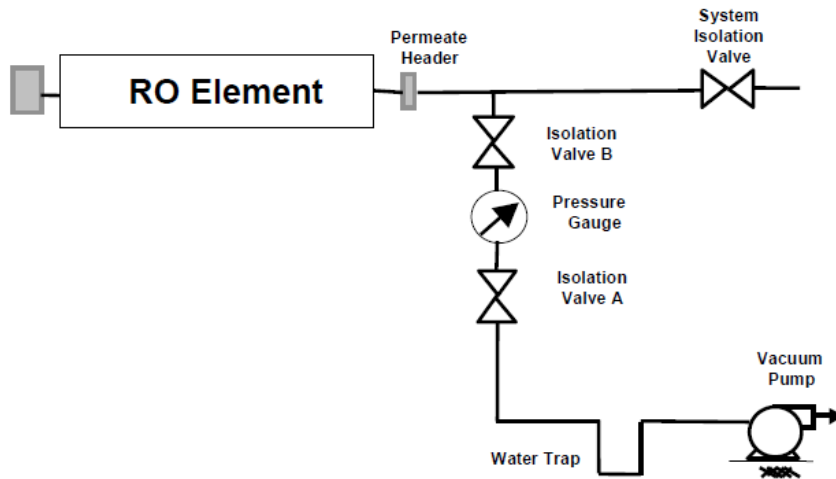 System
Isolation
Valve
Permeate
Header
RO Element
Isolation
Valve B
Pressure
Gauge
Isolation
Valve A
Vacuum
Pump
Water Trap